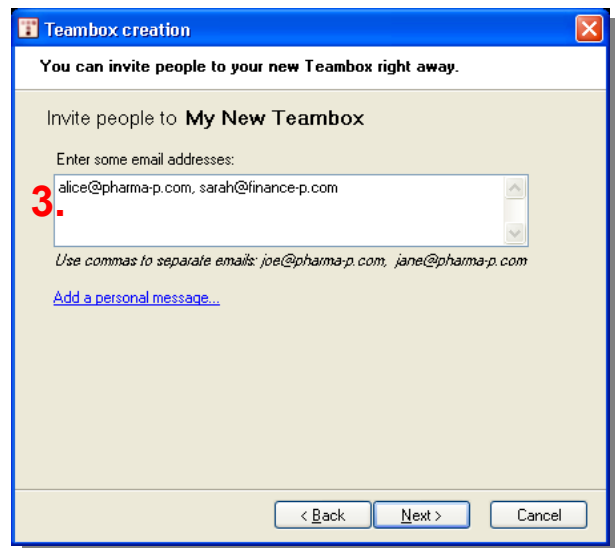 Teambox creation
You can invite people to your new Teambox right away.
Invite people to My New Teambox
Enter some email addresses:
alice@pharma-p.com, sarah@finance-p.com
3.
Use commas to separate emails: joe@pharma-p.com, jane@pharma-p.com
Add a personal message...
< Back Next > Cancel